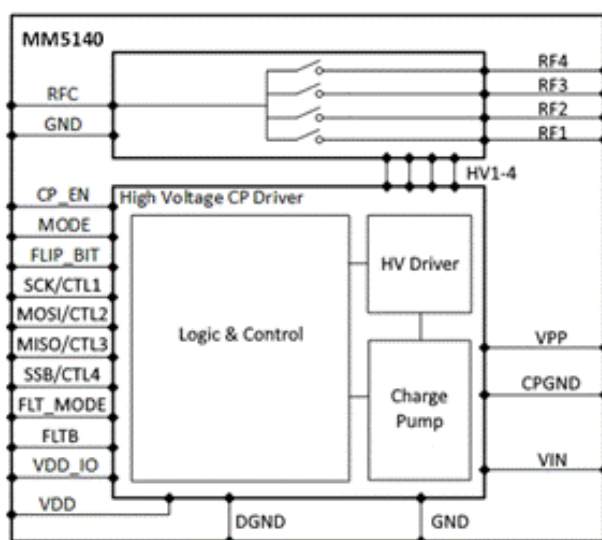 MM5140
RFC
GND
RF4
RF3
RF2
RF1
HV1-4
High Voltage CP Driver
CP_EN
MODE
FLIP_BIT
SCK/CTL1
MOSI/CTL2
MISO/CTL3
SSB/CTL4
FLT_MODE
FLTB
VDD_IO
VDD
Logic & Control
HV Driver
Charge
Pump
VPP
CPGND
VIN
DGND
GND